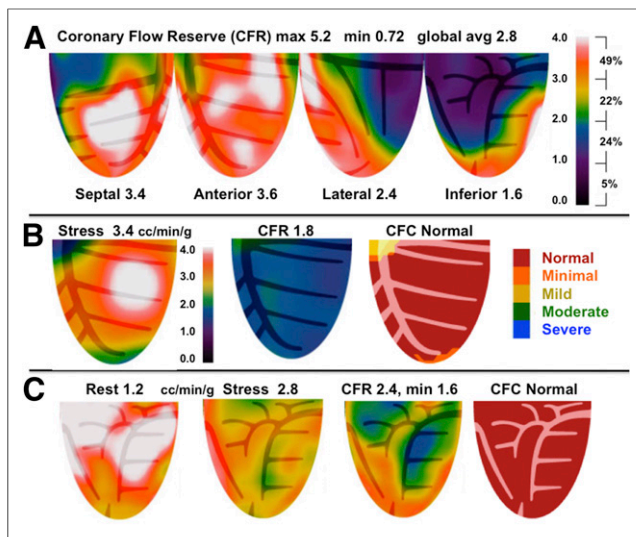 A Coronary Flow Reserve (CFR) max 5.2 min 0.72 global avg 2.8
4.0
49%
3.0
22%
2.0
24%
1.0
5%
0.0
Septal 3.4 Anterior 3.6 Lateral 2.4 Inferior 1.6
B Stress 3.4 cc/min/g CFR 1.8 CFC Normal
4.0
3.0
2.0
1.0
0.0
Normal
Minimal
Mild
Moderate
Severe
C Rest 1.2 cc/min/g Stress 2.8 CFR 2.4, min 1.6 CFC Normal